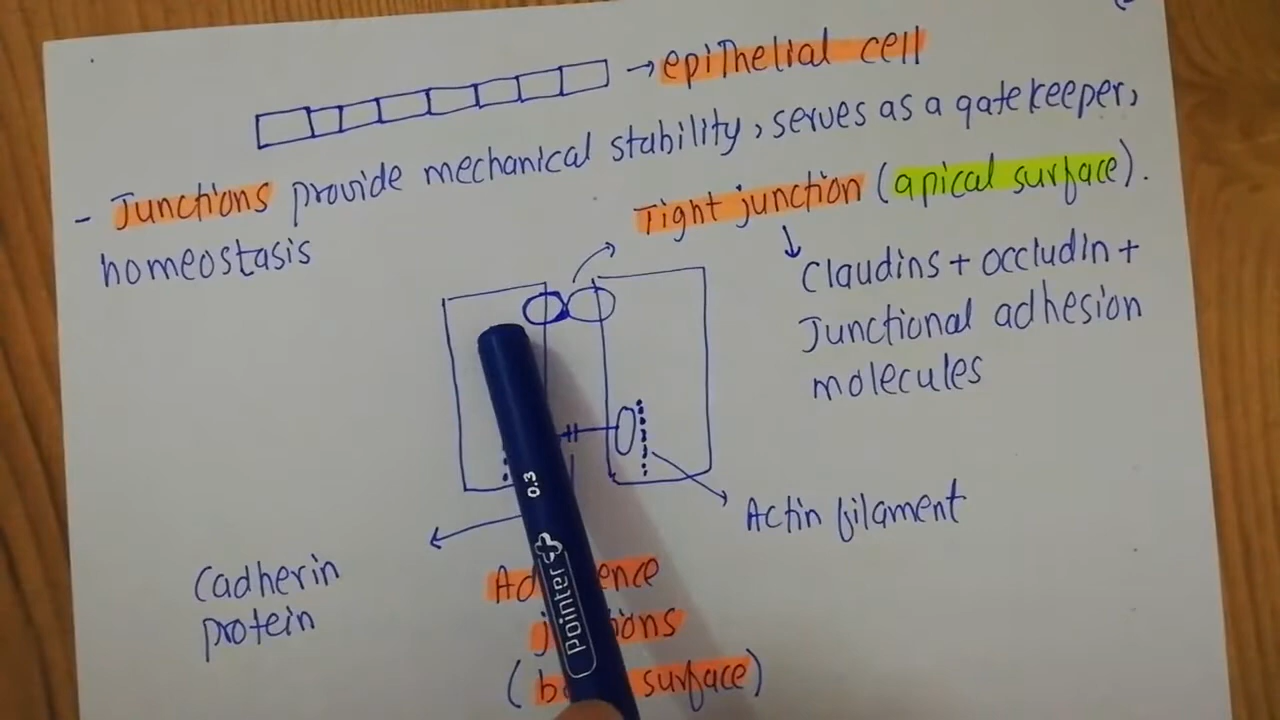 → epithelial cell
- Junctions provide mechanical stability, serves as a gatekeeper,
homeostasis
Tight junction (apical surface).
Claudins + occludin +
Junctional adhesion
molecules
Actin filament
Cadherin
protein
surface)
0.3
Pointer